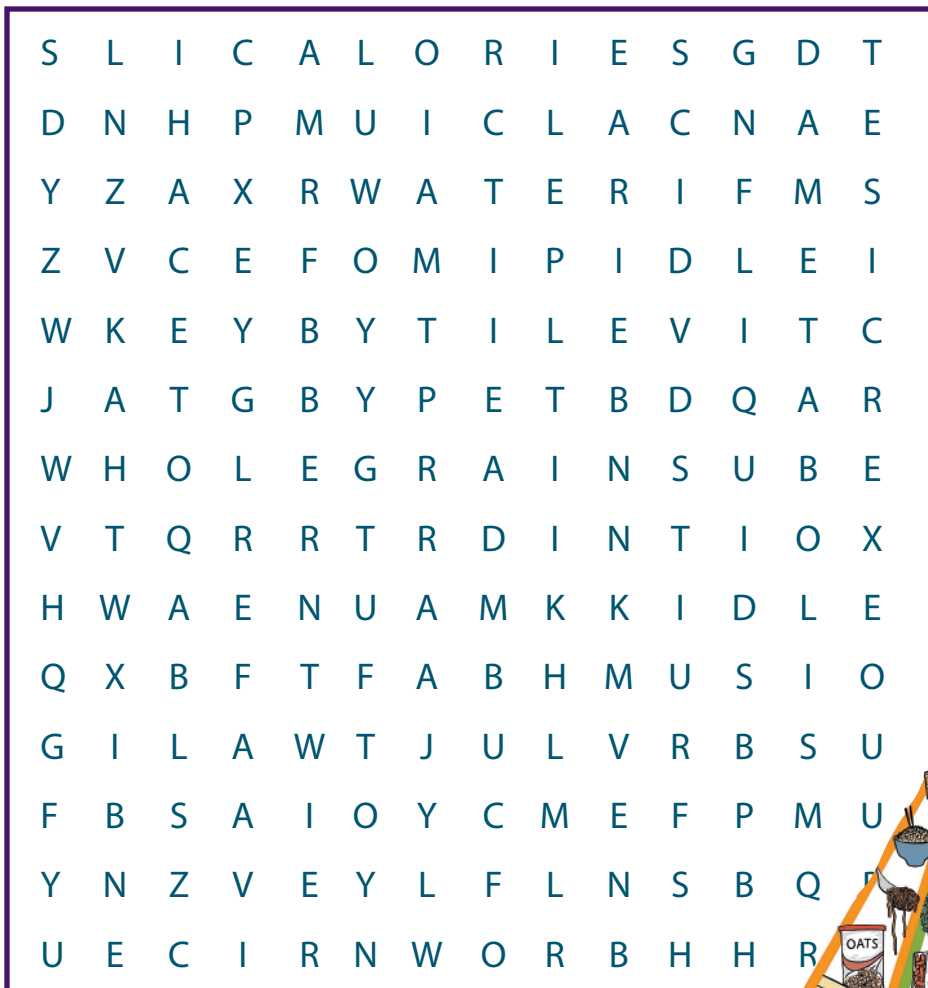 S L I C A L O R I E S G D T
D N H P M U I C L A C N A E
Y Z A X R W A T E R I F M S
Z V C E F O M I P I D L E I
W K E Y B Y T I L E V I T C
J A T G B Y P E T B D Q A R
W H O L E G R A I N S U B E
V T Q R R T R D I N T I O X
H W A E N U A M K K I D L E
Q X B F T F A B H M U S I O
G I L A W T J U L V R B S U
F B S A I O Y C M E F P M U
Y N Z V E Y L F L N S B Q
U E C I R N W O R B H H R
OATS